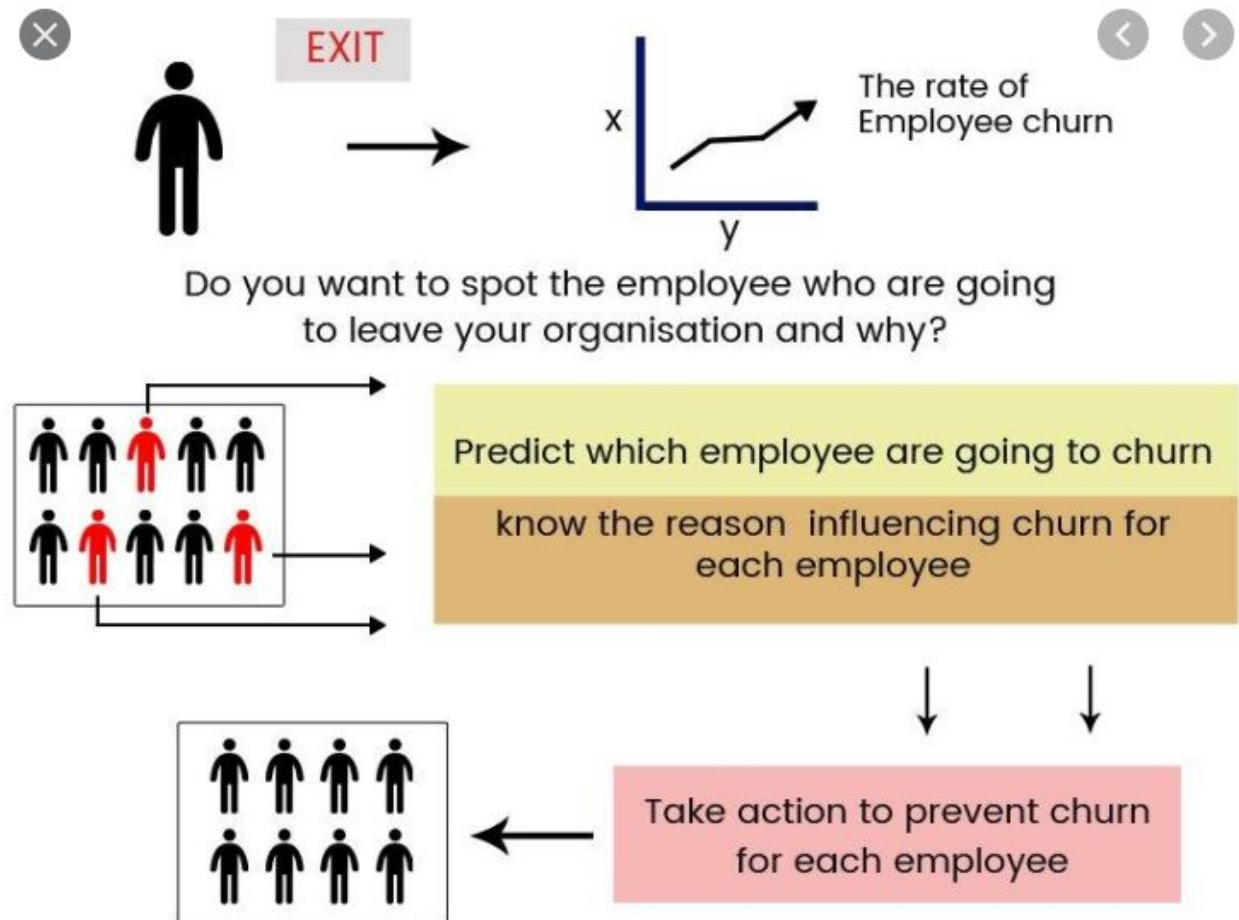 EXIT
The rate of
Employee churn
x
y
Do you want to spot the employee who are going
to leave your organisation and why?
Predict which employee are going to churn
know the reason influencing churn for
each employee
Take action to prevent churn
for each employee